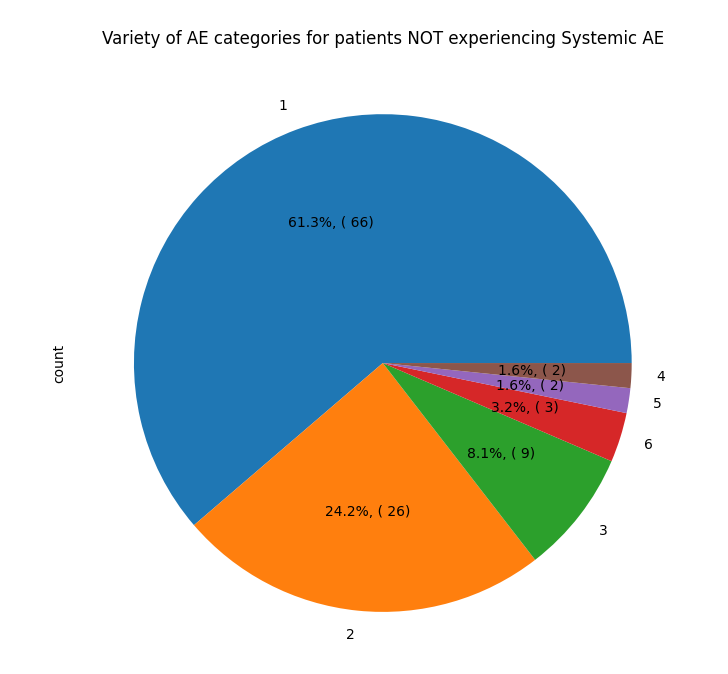 Variety of AE categories for patients NOT experiencing Systemic AE
1
61.3%, ( 66)
count
1.6%, ( 2)
4
1.6%, ( 2)
5
3.2%, ( 3)
6
8.1%, ( 9)
24.2%, ( 26)
3
2